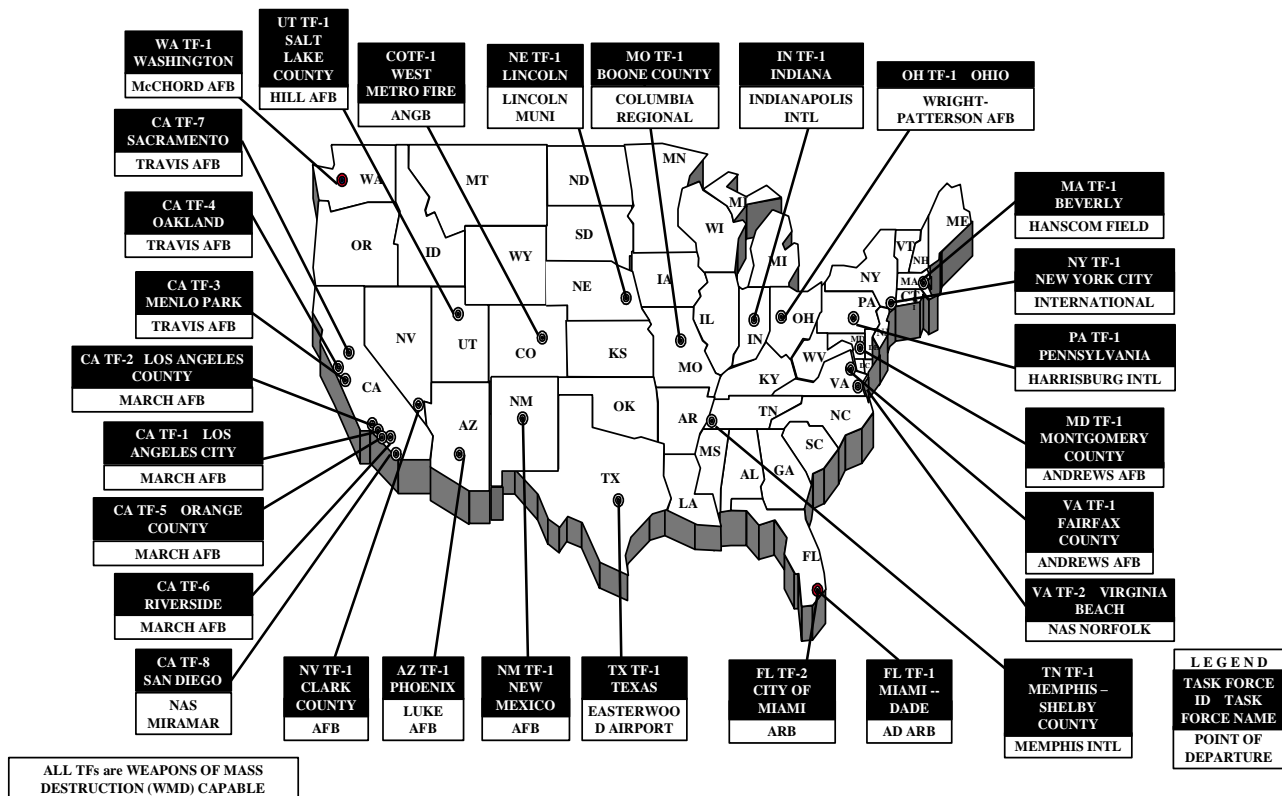 WA TF-1
WASHINGTON
McCHORD AFB
UT TF-1
SALT
LAKE
COUNTY
HILL AFB
COTF-1
WEST
METRO FIRE
ANGB
NE TF-1
LINCOLN
LINCOLN
MUNI
MO TF-1
BOONE COUNTY
COLUMBIA
REGIONAL
IN TF-1
INDIANA
INDIANAPOLIS
INTL
OH TF-1 OHIO
WRIGHT-
PATTERSON AFB
CA TF-7
SACRAMENTO
TRAVIS AFB
CA TF-4
OAKLAND
TRAVIS AFB
CA TF-3
MENLO PARK
TRAVIS AFB
CA TF-2 LOS ANGELES
COUNTY
MARCH AFB
CA TF-1 LOS
ANGELES CITY
MARCH AFB
CA TF-5 ORANGE
COUNTY
MARCH AFB
CA TF-6
RIVERSIDE
MARCH AFB
CA TF-8
SAN DIEGO
NAS
MIRAMAR
WA
MT
ND
MN
OR
ID
WY
SD
WI
MI
MI
NY
VT
NH
ME
MA
CT
NV
UT
CO
NE
IA
IL
IN
OH
PA
MD
DE
DC
KS
MO
KY
WV
VA
CA
AZ
NM
OK
AR
TN
NC
TX
LA
MS
AL
GA
SC
FL
MA TF-1
BEVERLY
HANSCOM FIELD
NY TF-1
NEW YORK CITY
INTERNATIONAL
PA TF-1
PENNSYLVANIA
HARRISBURG INTL
MD TF-1
MONTGOMERY
COUNTY
ANDREWS AFB
VA TF-1
FAIRFAX
COUNTY
ANDREWS AFB
VA TF-2 VIRGINIA
BEACH
NAS NORFOLK
NV TF-1
CLARK
COUNTY
AFB
AZ TF-1
PHOENIX
LUKE
AFB
NM TF-1
NEW
MEXICO
AFB
TX TF-1
TEXAS
EASTERWOO
D AIRPORT
FL TF-2
CITY OF
MIAMI
ARB
FL TF-1
MIAMI --
DADE
AD ARB
TN TF-1
MEMPHIS –
SHELBY
COUNTY
MEMPHIS INTL
L E G E N D
TASK FORCE
ID TASK
FORCE NAME
POINT OF
DEPARTURE
ALL TFs are WEAPONS OF MASS
DESTRUCTION (WMD) CAPABLE